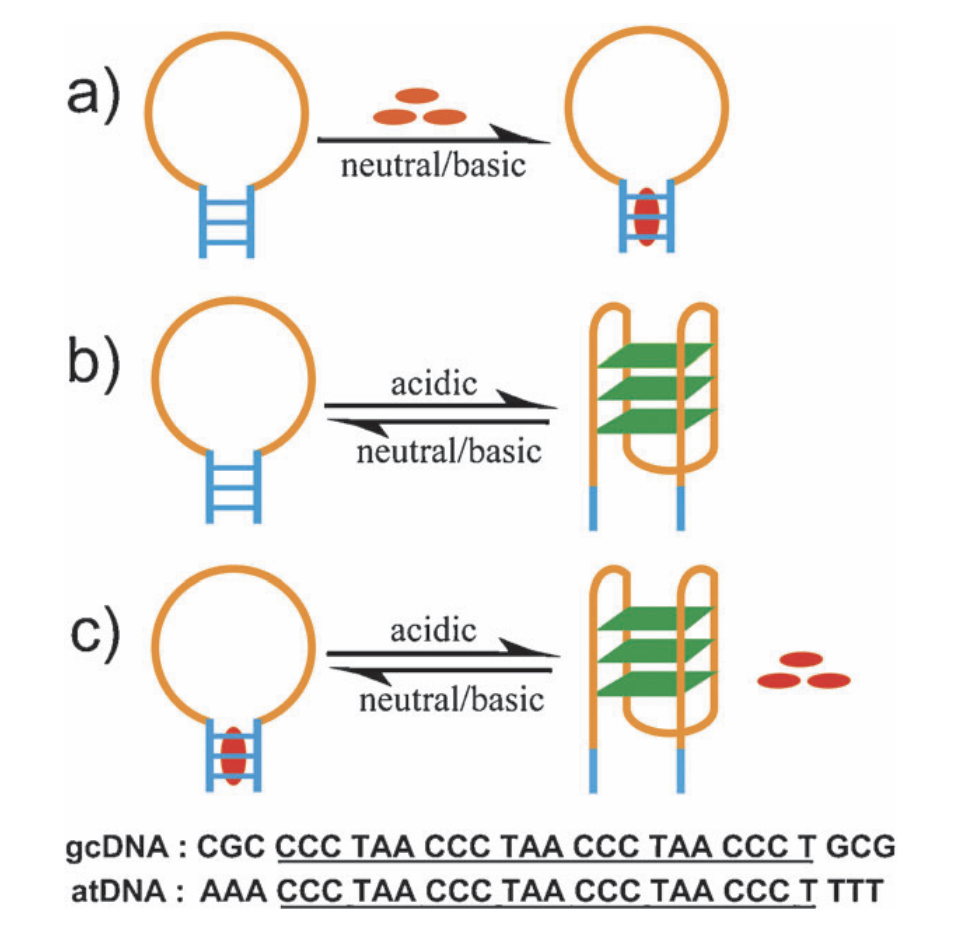 a)
neutral/basic
b)
acidic
neutral/basic
c)
acidic
neutral/basic
gcDNA : CGC CCC TAA CCC TAA CCC TAA CCC T GCG
atDNA : AAA CCC TAA CCC TAA CCC TAA CCC T TTT